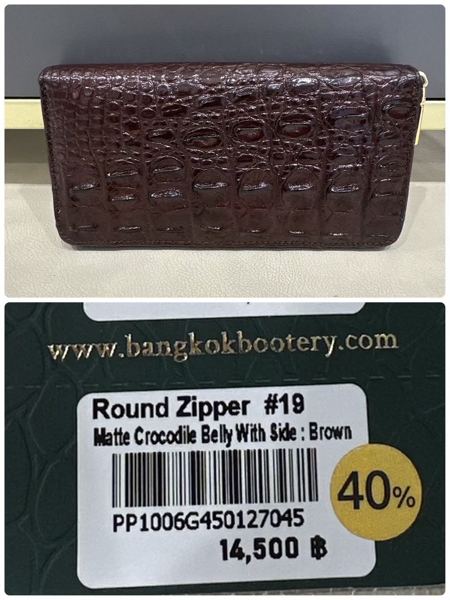 www.bangkokbootery.com
Round Zipper #19
Matte Crocodile Belly With Side : Brown
40%
PP1006G450127045
14,500 ฿